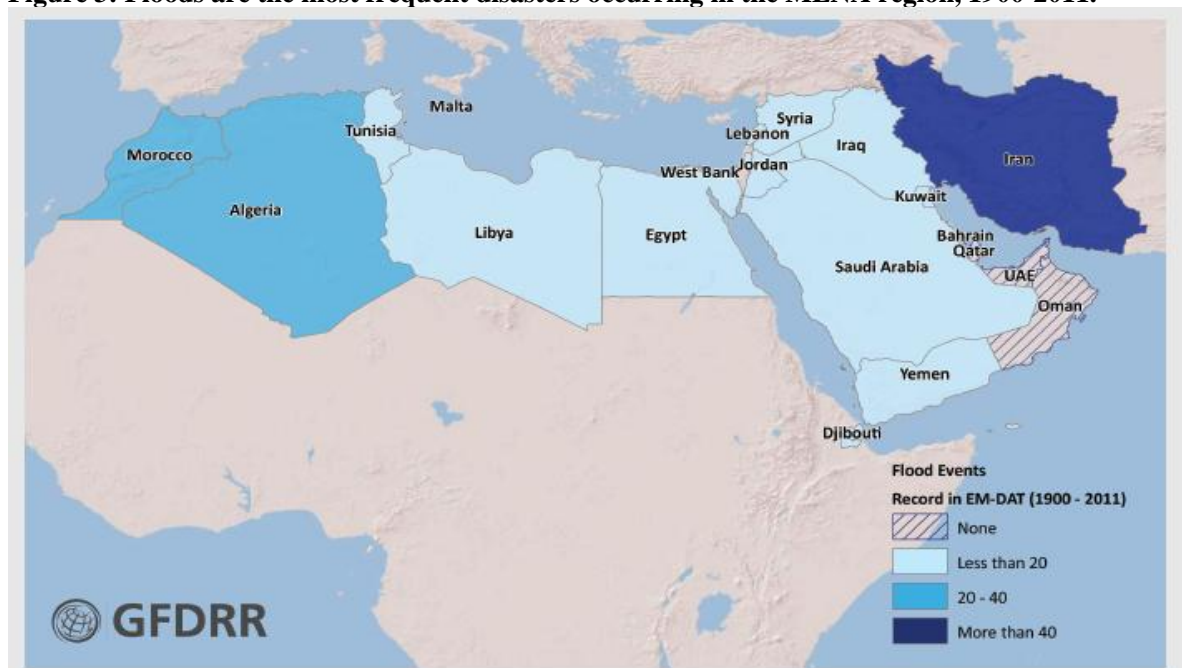 Figure 3. Floods are the most frequent disasters occurring in the MENA region, 1900-2011.
Malta
Tunisia
Morocco
Algeria
Libya
Egypt
Syria
Lebanon
Iraq
West Bank
Jordan
Iran
Kuwait
Bahrain
Qatar
Saudi Arabia
UAE
Oman
Yemen
Djibouti
Flood Events
Record in EM-DAT (1900 - 2011)
None
Less than 20
20 - 40
More than 40
GFDRR